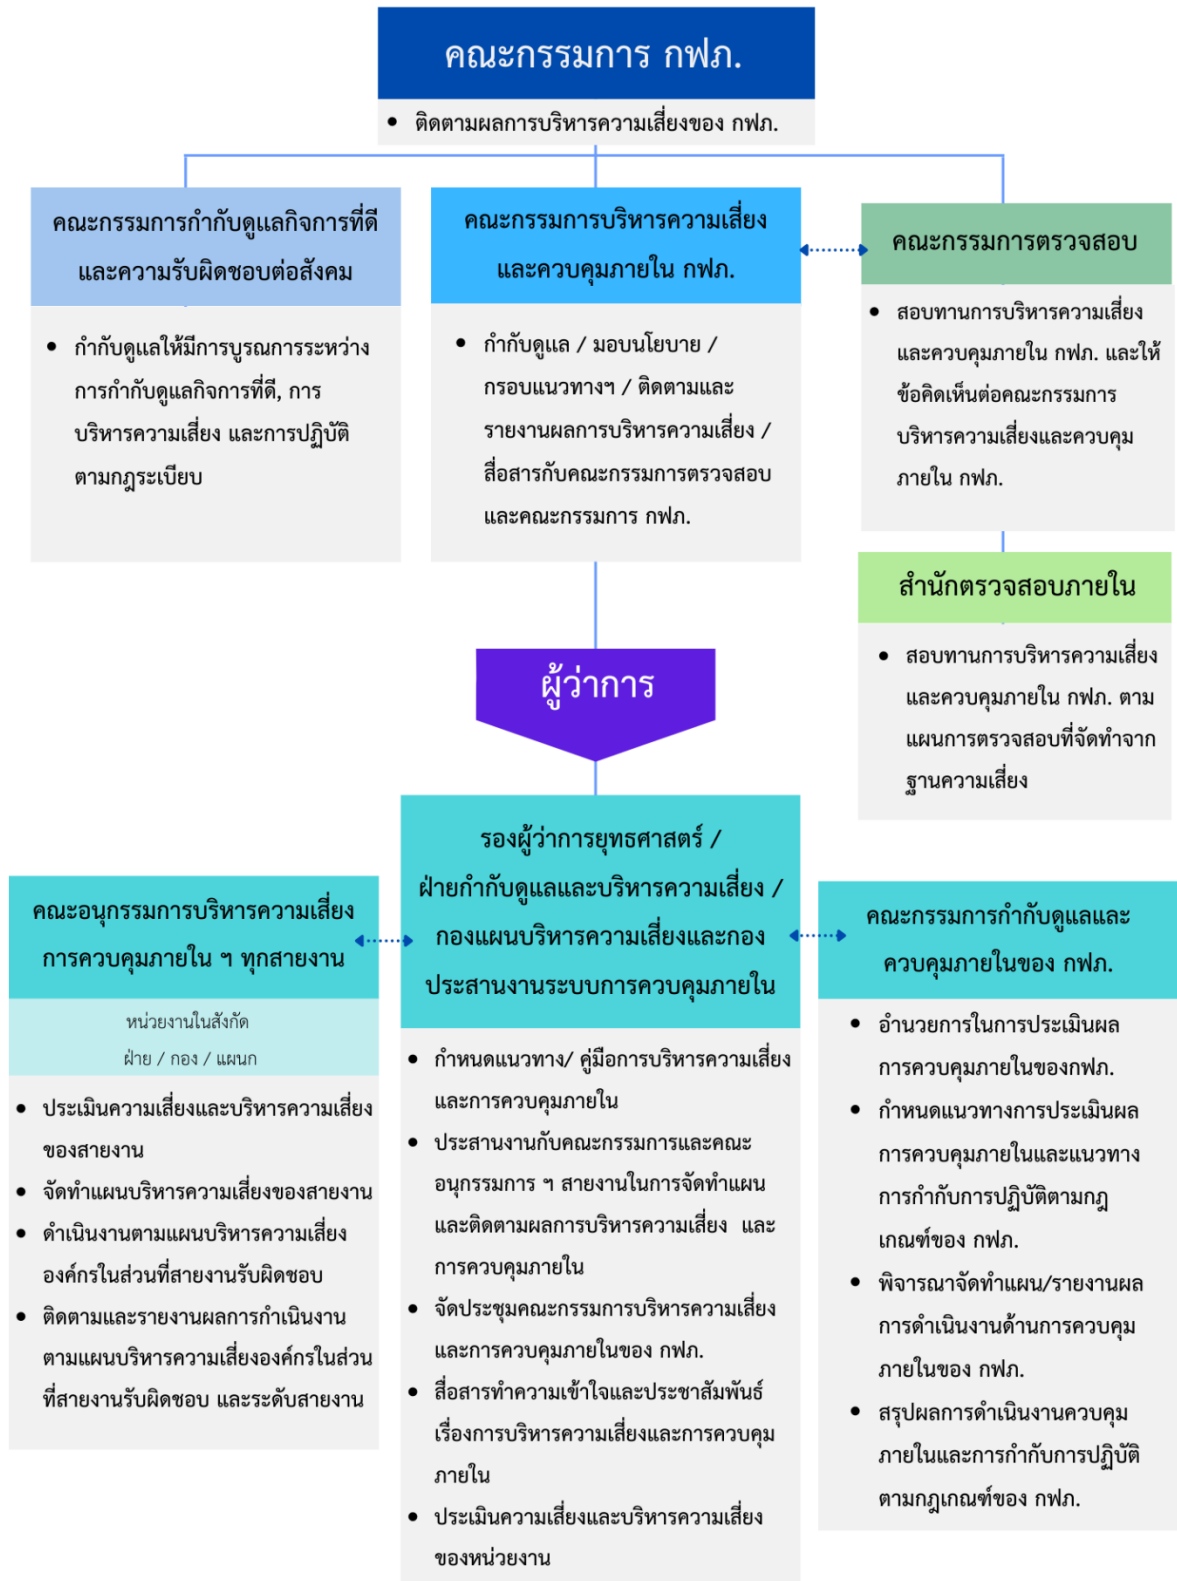 คณะกรรมการ กฟภ.
• ติดตามผลการบริหารความเสี่ยงของ กฟภ.
คณะกรรมการกำกับดูแลกิจการที่ดี
และความรับผิดชอบต่อสังคม
• กำกับดูแลให้มีการบูรณการระหว่าง
การกำกับดูแลกิจการที่ดี, การ
บริหารความเสี่ยง และการปฏิบัติ
ตามกฎระเบียบ
คณะกรรมการบริหารความเสี่ยง
และควบคุมภายใน กฟภ.
• กำกับดูแล / มอบนโยบาย /
กรอบแนวทางฯ / ติดตามและ
รายงานผลการบริหารความเสี่ยง /
สื่อสารกับคณะกรรมการตรวจสอบ
และคณะกรรมการ กฟภ.
คณะกรรมการตรวจสอบ
• สอบทานการบริหารความเสี่ยง
และควบคุมภายใน กฟภ. และให้
ข้อคิดเห็นต่อคณะกรรมการ
บริหารความเสี่ยงและควบคุม
ภายใน กฟภ.
สำนักตรวจสอบภายใน
• สอบทานการบริหารความเสี่ยง
และควบคุมภายใน กฟภ. ตาม
แผนการตรวจสอบที่จัดทำจาก
ฐานความเสี่ยง
ผู้ว่าการ
คณะอนุกรรมการบริหารความเสี่ยง
การควบคุมภายใน ฯ ทุกสายงาน
หน่วยงานในสังกัด
ฝ่าย / กอง / แผนก
• ประเมินความเสี่ยงและบริหารความเสี่ยง
ของสายงาน
• จัดทำแผนบริหารความเสี่ยงของสายงาน
• ดำเนินงานตามแผนบริหารความเสี่ยง
องค์กรในส่วนที่สายงานรับผิดชอบ
• ติดตามและรายงานผลการกำเนินงาน
ตามแผนบริหารความเสี่ยงองค์กรในส่วน
ที่สายงานรับผิดชอบ และระดับสายงาน
รองผู้ว่าการยุทธศาสตร์ /
ฝ่ายกำกับดูแลและบริหารความเสี่ยง /
กองแผนบริหารความเสี่ยงและกอง
ประสานงานระบบการควบคุมภายใน
• กำหนดแนวทาง/ คู่มือการบริหารความเสี่ยง
และการควบคุมภายใน
• ประสานงานกับคณะกรรมการและคณะ
อนุกรรมการ ฯ สายงานในการจัดทำแผน
และติดตามผลการบริหารความเสี่ยง และ
การควบคุมภายใน
• จัดประชุมคณะกรรมการบริหารความเสี่ยง
และการควบคุมภายในของ กฟภ.
• สื่อสารทำความเข้าใจและประชาสัมพันธ์
เรื่องการบริหารความเสี่ยงและการควบคุม
ภายใน
• ประเมินความเสี่ยงและบริหารความเสี่ยง
ของหน่วยงาน
คณะกรรมการกำกับดูแลและ
ควบคุมภายในของ กฟภ.
• อำนวยการในการประเมินผล
การควบคุมภายในของกฟภ.
• กำหนดแนวทางการประเมินผล
การควบคุมภายในและแนวทาง
การกำกับการปฏิบัติตามกฎ
เกณฑ์ของ กฟภ.
• พิจารณาจัดทำแผน/รายงานผล
การดำเนินงานด้านการควบคุม
ภายในของ กฟภ.
• สรุปผลการดำเนินงานควบคุม
ภายในและการกำกับการปฏิบัติ
ตามกฎเกณฑ์ของ กฟภ.